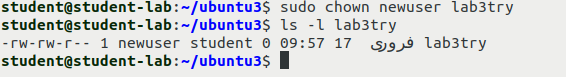 student@student-lab:~/ubuntu3$ sudo chown newuser lab3try
student@student-lab:~/ubuntu3$ ls -l lab3try
-rw-rw-r-- 1 newuser student 0 09:57 17 فروری lab3try
student@student-lab:~/ubuntu3$